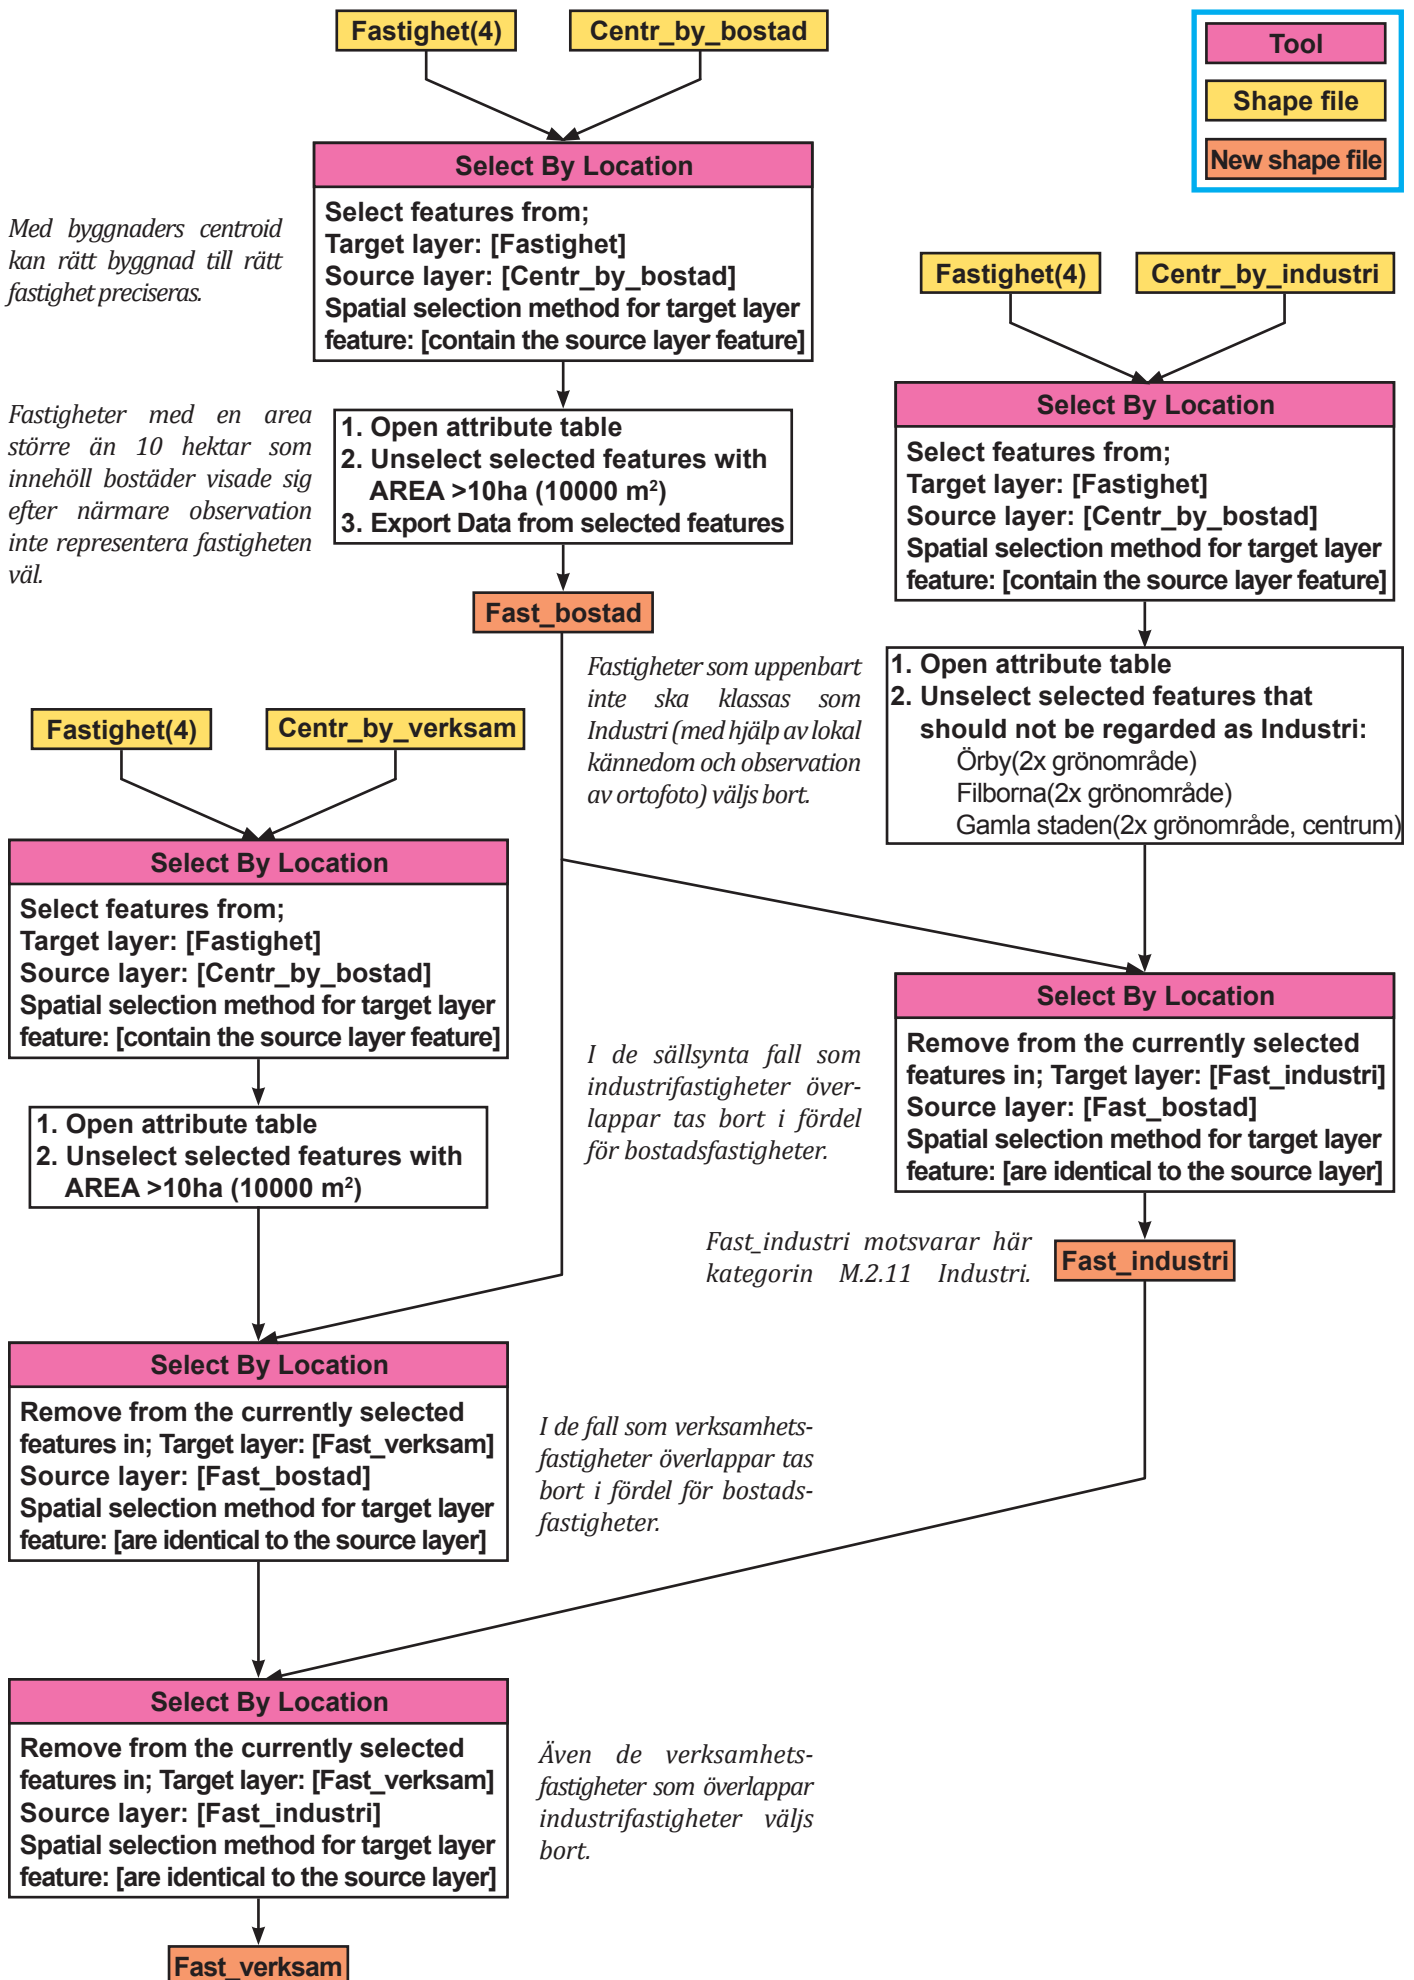 Fastighet(4)
Centr_by_bostad
Tool
Shape file
New shape file
Select By Location
Select features from;
Target layer: [Fastighet]
Source layer: [Centr_by_bostad]
Spatial selection method for target layer
feature: [contain the source layer feature]
Med byggnaders centroid
kan rätt byggnad till rätt
fastighet preciseras.
1. Open attribute table
2. Unselect selected features with
AREA >10ha (10000 m²)
3. Export Data from selected features
Fastigheter med en area
större än 10 hektar som
innehöll bostäder visade sig
efter närmare observation
inte representera fastigheten
väl.
Fast_bostad
Fastighet(4)
Centr_by_industri
Select By Location
Select features from;
Target layer: [Fastighet]
Source layer: [Centr_by_bostad]
Spatial selection method for target layer
feature: [contain the source layer feature]
Fastigheter som uppenbart
inte ska klassas som
Industri (med hjälp av lokal
kännedom och observation
av ortofoto) väljs bort.
1. Open attribute table
2. Unselect selected features that
should not be regarded as Industri:
Örby(2x grönområde)
Filborna(2x grönområde)
Gamla staden(2x grönområde, centrum)
Fastighet(4)
Centr_by_verksam
Select By Location
Select features from;
Target layer: [Fastighet]
Source layer: [Centr_by_bostad]
Spatial selection method for target layer
feature: [contain the source layer feature]
1. Open attribute table
2. Unselect selected features with
AREA >10ha (10000 m²)
I de sällsynta fall som
industrifastigheter över-
lappar tas bort i fördel
för bostadsfastigheter.
Select By Location
Remove from the currently selected
features in; Target layer: [Fast_industri]
Source layer: [Fast_bostad]
Spatial selection method for target layer
feature: [are identical to the source layer]
Fast_industri motsvarar här
kategorin M.2.11 Industri.
Fast_industri
Select By Location
Remove from the currently selected
features in; Target layer: [Fast_verksam]
Source layer: [Fast_bostad]
Spatial selection method for target layer
feature: [are identical to the source layer]
I de fall som verksamhets-
fastigheter överlappar tas
bort i fördel för bostads-
fastigheter.
Select By Location
Remove from the currently selected
features in; Target layer: [Fast_verksam]
Source layer: [Fast_industri]
Spatial selection method for target layer
feature: [are identical to the source layer]
Även de verksamhets-
fastigheter som överlappar
industrifastigheter väljs
bort.
Fast_verksam